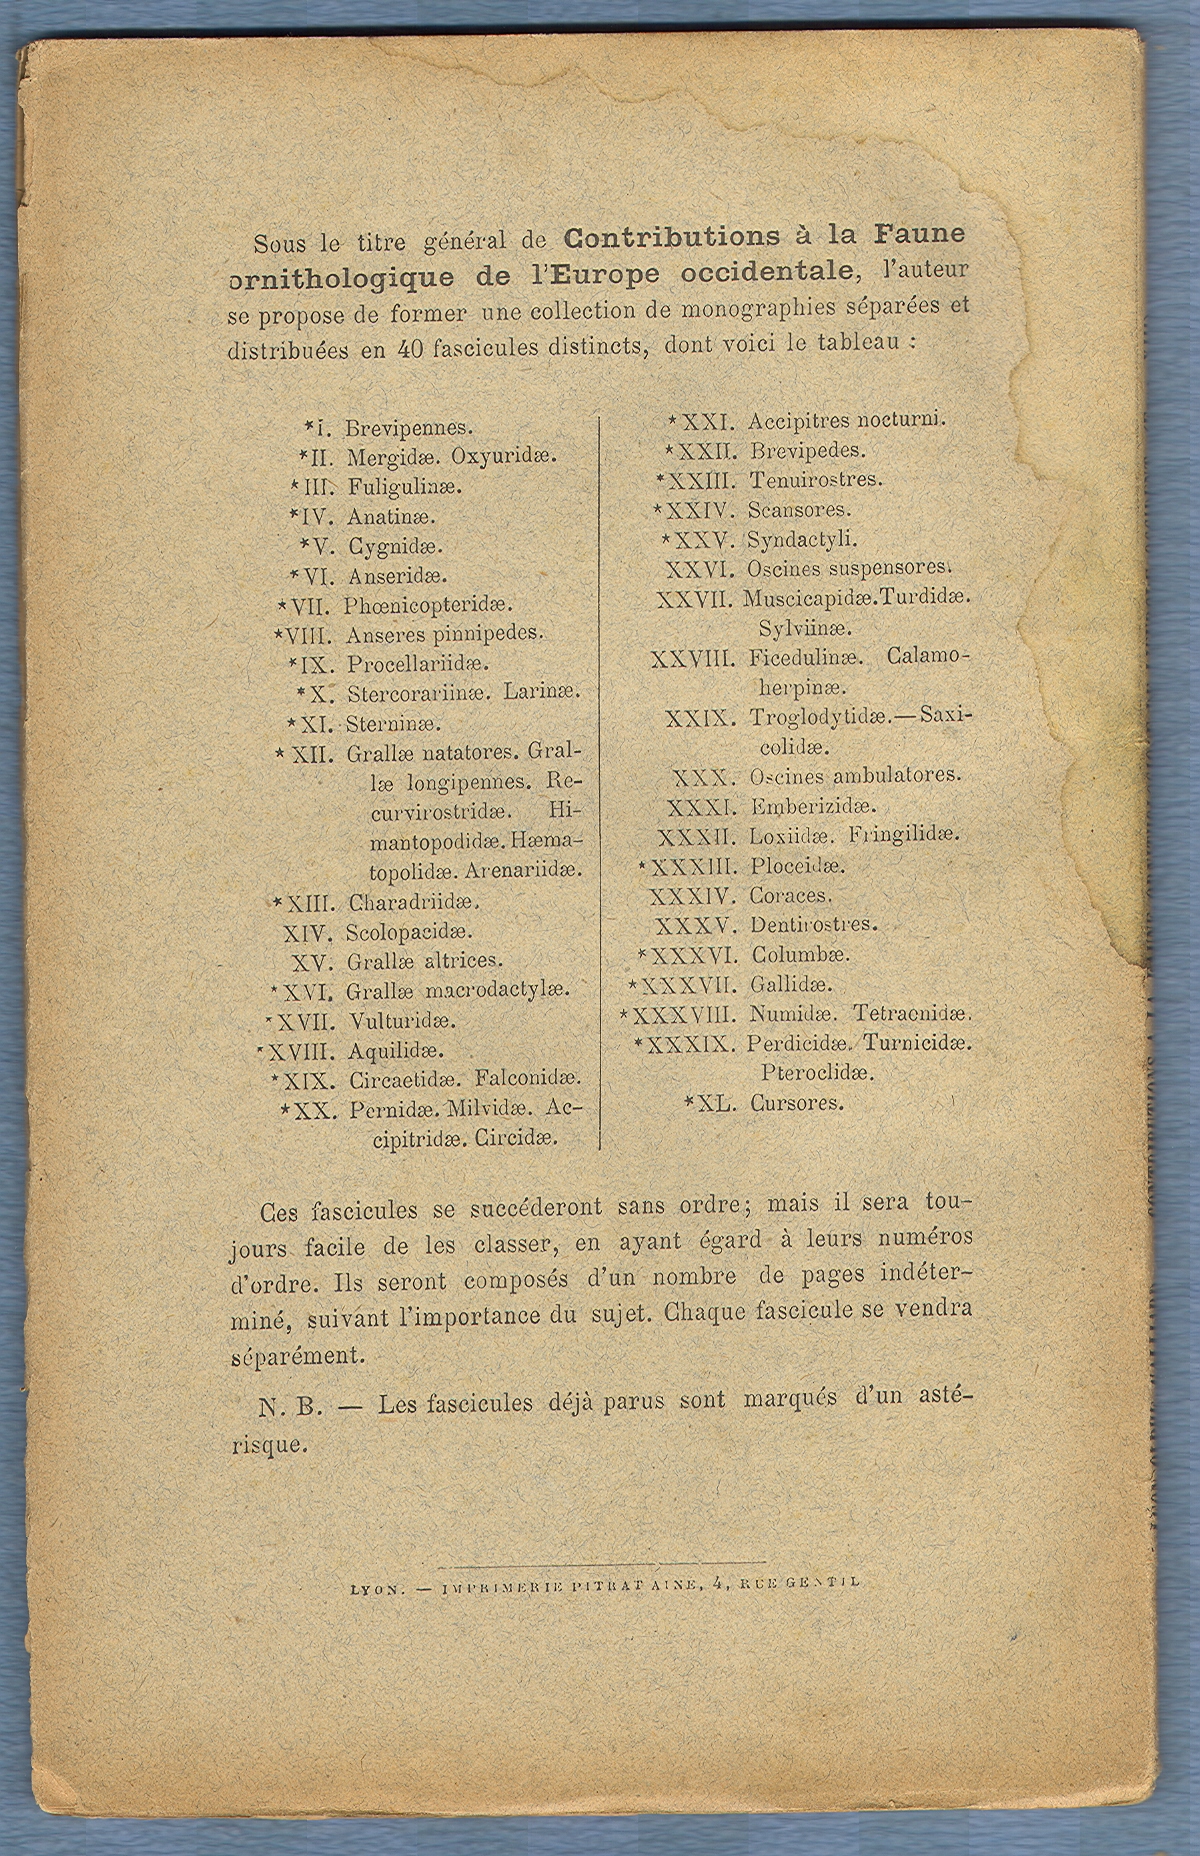 Sous le titre général de Contributions à la Faune
ornithologique de l'Europe occidentale, l'auteur
se propose de former une collection de monographies séparées et
distribuées en 40 fascicules distincts, dont voici le tableau :
*I. Brevipennes.
*II. Mergidæ. Oxyuridæ.
*III. Fuligulinæ.
*IV. Anatinæ.
*V. Cygnidæ.
*VI. Anseridæ.
*VII. Phœnicopteridæ.
*VIII. Anseres pinnipedes.
*IX. Procellariidæ.
*X. Stercorariinæ. Larinæ.
*XI. Sterninæ.
*XII. Grallæ natatores. Gral-
læ longipennes. Re-
curvirostridæ. Hi-
mantopodidæ. Hæma-
topolidæ. Arenariidæ.
*XIII. Charadriidæ.
XIV. Scolopacidæ.
XV. Grallæ altrices.
*XVI. Grallæ macrodactylæ.
*XVII. Vulturidæ.
*XVIII. Aquilidæ.
*XIX. Circaetidæ. Falconidæ.
*XX. Pernidæ. Milvidæ. Ac-
cipitridæ. Circidæ.
*XXI. Accipitres nocturni.
*XXII. Brevipedes.
*XXIII. Tenuirostres.
*XXIV. Scansores.
*XXV. Syndactyli.
XXVI. Oscines suspensores.
XXVII. Muscicapidæ. Turdidæ.
Sylviinæ.
XXVIII. Ficedulinæ. Calamo-
herpinæ.
XXIX. Troglodytidæ.—Saxi-
colidæ.
XXX. Oscines ambulatores.
XXXI. Emberizidæ.
XXXII. Loxiidæ. Fringilidæ.
*XXXIII. Ploceidæ.
XXXIV. Coraces.
XXXV. Dentirostres.
*XXXVI. Columbæ.
*XXXVII. Gallidæ.
*XXXVIII. Numidæ. Tetraonidæ.
*XXXIX. Perdicidæ. Turnicidæ.
Pteroclidæ.
*XL. Cursores.
Ces fascicules se succéderont sans ordre; mais il sera tou-
jours facile de les classer, en ayant égard à leurs numéros
d'ordre. Ils seront composés d'un nombre de pages indéter-
miné, suivant l'importance du sujet. Chaque fascicule se vendra
séparément.
N. B. — Les fascicules déjà parus sont marqués d'un asté-
risque.
LYON. — IMPRIMERIE PITRAT AINE, 4, RUE GENTIL